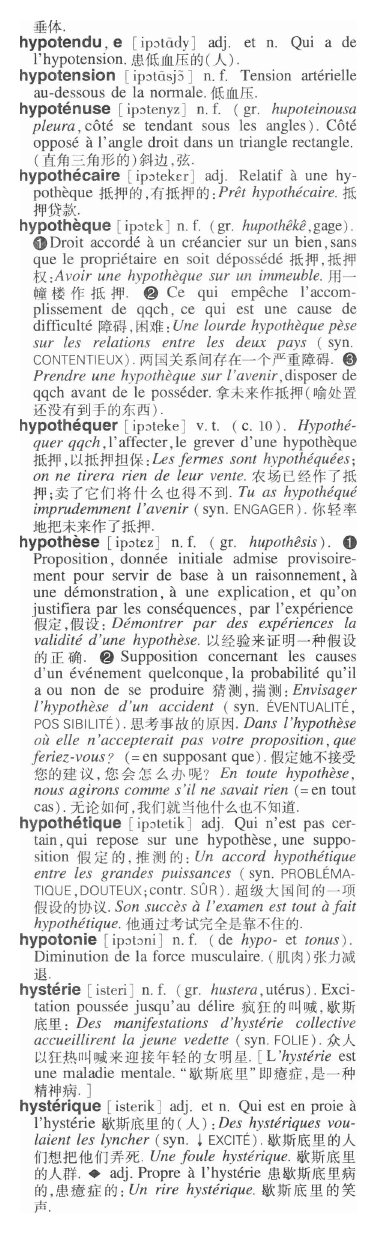 垂体.
hypotendu, e [ipɔtɑ̃dy] adj. et n. Qui a de
l'hypotension. 患低血压的(人).
hypotension [ipɔtɑ̃sjɔ̃] n. f. Tension artérielle
au-dessous de la normale. 低血压.
hypoténuse [ipɔtenyz] n. f. ( gr. hupoteinousa
pleura, côté se tendant sous les angles). Côté
opposé à l'angle droit dans un triangle rectangle.
(直角三角形的)斜边,弦.
hypothécaire [ipɔtekɛr] adj. Relatif à une hy-
pothèque 抵押的,有抵押的: Prêt hypothécaire. 抵
押贷款.
hypothèque [ipɔtɛk] n. f. (gr. hupothêkê, gage).
❶ Droit accordé à un créancier sur un bien, sans
que le propriétaire en soit dépossédé 抵押,抵押
权: Avoir une hypothèque sur un immeuble. 用一
幢楼作抵押. ❷ Ce qui empêche l'accom-
plissement de qqch, ce qui est une cause de
difficulté 障碍,困难: Une lourde hypothèque pèse
sur les relations entre les deux pays ( syn.
CONTENTIEUX). 两国关系间存在一个严重障碍. ❸
Prendre une hypothèque sur l'avenir, disposer de
qqch avant de le posséder. 拿未来作抵押(喻处置
还没有到手的东西).
hypothéquer [ipɔteke] v. t. ( c. 10). Hypothé-
quer qqch, l'affecter, le grever d'une hypothèque
抵押,以抵押担保: Les fermes sont hypothéquées;
on ne tirera rien de leur vente. 农场已经作了抵
押;卖了它们将什么也得不到. Tu as hypothéqué
imprudemment l'avenir ( syn. ENGAGER). 你轻率
地把未来作了抵押.
hypothèse [ipɔtɛz] n. f. ( gr. hupothêsis). ❶
Proposition, donnée initiale admise provisoire-
ment pour servir de base à un raisonnement, à
une démonstration, à une explication, et qu'on
justifiera par les conséquences, par l'expérience
假定,假设: Démontrer par des expériences la
validité d'une hypothèse. 以经验来证明一种假设
的正确. ❷ Supposition concernant les causes
d'un événement quelconque, la probabilité qu'il
a ou non de se produire 猜测,揣测: Envisager
l'hypothèse d'un accident ( syn. ÉVENTUALITÉ,
POS SIBILITÉ). 思考事故的原因. Dans l'hypothèse
où elle n'accepterait pas votre proposition, que
feriez-vous? (= en supposant que). 假定她不接受
您的建议,您会怎么办呢? En toute hypothèse,
nous agirons comme s'il ne savait rien (= en tout
cas). 无论如何,我们就当他什么也不知道.
hypothétique [ipɔtetik] adj. Qui n'est pas cer-
tain, qui repose sur une hypothèse, une suppo-
sition 假定的,推测的: Un accord hypothétique
entre les grandes puissances ( syn. PROBLÉMA-
TIQUE, DOUTEUX; contr. SÛR). 超级大国间的一项
假设的协议. Son succès à l'examen est tout à fait
hypothétique. 他通过考试完全是靠不住的.
hypotonie [ipɔtɔni] n. f. ( de hypo- et tonus).
Diminution de la force musculaire. (肌肉)张力减
退.
hystérie [isteri] n. f. ( gr. hustera, utérus). Exci-
tation poussée jusqu'au délire 疯狂的叫喊,歇斯
底里: Des manifestations d'hystérie collective
accueillirent la jeune vedette ( syn. FOLIE). 众人
以狂热叫喊来迎接年轻的女明星. [ L'hystérie est
une maladie mentale. “歇斯底里”即癔症,是一种
精神病. ]
hystérique [isterik] adj. et n. Qui est en proie à
l'hystérie 歇斯底里的(人): Des hystériques vou-
laient les lyncher (syn. ↓ EXCITÉ). 歇斯底里的人
们想把他们弄死. Une foule hystérique. 歇斯底里
的人群. ◆ adj. Propre à l'hystérie 患歇斯底里病
的,患癔症的: Un rire hystérique. 歇斯底里的笑
声.